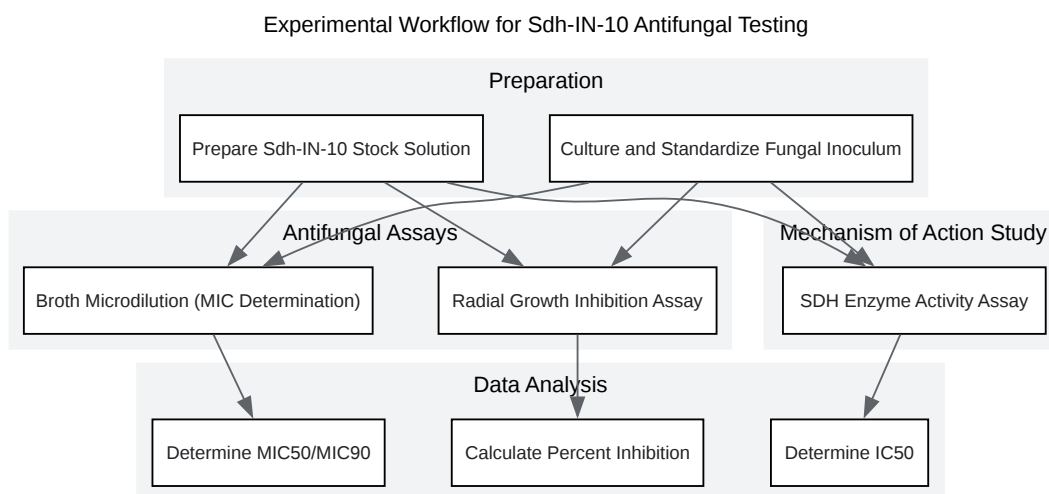 Experimental Workflow for Sdh-IN-10 Antifungal Testing
Preparation
Prepare Sdh-IN-10 Stock Solution
Culture and Standardize Fungal Inoculum
Antifungal Assays
Mechanism of Action Study
Broth Microdilution (MIC Determination)
Radial Growth Inhibition Assay
SDH Enzyme Activity Assay
Data Analysis
Determine MIC50/MIC90
Calculate Percent Inhibition
Determine IC50